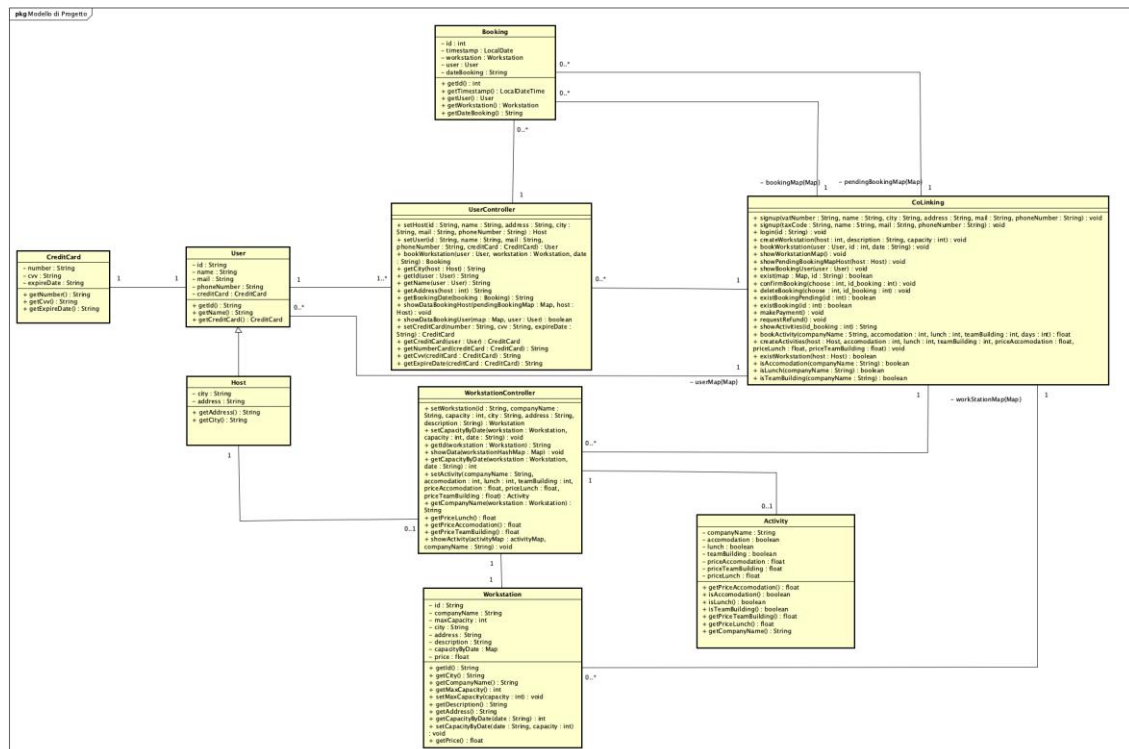 pkg Modello di Progetto
Booking
- id : int
- timestamp : LocalDate
- workstation : Workstation
- user : User
- dateBooking : String
+ getId() : int
+ getTimestamp() : LocalDateTime
+ getUser() : User
+ getWorkstation() : Workstation
+ getDateBooking() : String
0..*
0..*
0..*
1
- bookingMap(Map)
1
- pendingBookingMap(Map)
1
UserController
+ setHost(id : String, name : String, address : String, city :
String, mail : String, phoneNumber : String) : Host
+ setUser(id : String, name : String, mail : String,
phoneNumber : String, creditCard : CreditCard) : User
+ bookWorkstation(user : User, workstation : Workstation, date
: String) : Booking
+ getCity(host : Host) : String
+ getId(user : User) : String
+ getName(user : User) : String
+ getAddress(host : int) : String
+ getBookingDate(booking : Booking) : String
+ showDataBookingHost(pendingBookingMap : Map, host :
Host) : void
+ showDataBookingUser(map : Map, user : User) : boolean
+ setCreditCard(number : String, cvv : String, expireDate :
String) : CreditCard
+ getCreditCard(user : User) : CreditCard
+ getNumberCard(creditCard : CreditCard) : String
+ getCvv(creditCard : CreditCard) : String
+ getExpireDate(creditCard : CreditCard) : String
CoLinking
+ signup(vatNumber : String, name : String, city : String, address : String, mail : String, phoneNumber : String) : void
+ signup(taxCode : String, name : String, mail : String, phoneNumber : String) : void
+ login(id : String) : void
+ createWorkstation(host : int, description : String, capacity : int) : void
+ bookWorkstation(user : User, id : int, date : String) : void
+ showWorkstationMap() : void
+ showPendingBookingMapHost(host : Host) : void
+ showBookingUser(user : User) : void
+ exist(map : Map, id : String) : boolean
+ confirmBooking(choose : int, id_booking : int) : void
+ deleteBooking(choose : int, id_booking : int) : void
+ existBookingPending(id : int) : boolean
+ existBooking(id : int) : boolean
+ makePayment() : void
+ requestRefund() : void
+ showActivities(id_booking : int) : String
+ bookActivity(companyName : String, accomodation : int, lunch : int, teamBuilding : int, days : int) : float
+ createActivities(host : Host, accomodation : int, lunch : int, teamBuilding : int, priceAccomodation : float,
priceLunch : float, priceTeamBuilding : float) : void
+ existWorkstation(host : Host) : boolean
+ isAccomodation(companyName : String) : boolean
+ isLunch(companyName : String) : boolean
+ isTeamBuilding(companyName : String) : boolean
CreditCard
- number : String
- cvv : String
- expireDate : String
+ getNumber() : String
+ getCvv() : String
+ getExpireDate() : String
1
1
User
- id : String
- name : String
- mail : String
- phoneNumber : String
- creditCard : CreditCard
+ getId() : String
+ getName() : String
+ getCreditCard() : CreditCard
1
1..*
0..*
1
0..*
1
- userMap(Map)
Host
- city : String
- address : String
+ getAddress() : String
+ getCity() : String
1
0..1
WorkstationController
+ setWorkstation(id : String, companyName :
String, capacity : int, city : String, address : String,
description : String) : Workstation
+ setCapacityByDate(workstation : Workstation,
capacity : int, date : String) : void
+ getId(workstation : Workstation) : String
+ showData(workstationHashMap : Map) : void
+ getCapacityByDate(workstation : Workstation,
date : String) : int
+ setActivity(companyName : String,
accomodation : int, lunch : int, teamBuilding : int,
priceAccomodation : float, priceLunch : float,
priceTeamBuilding : float) : Activity
+ getCompanyName(workstation : Workstation) :
String
+ getPriceLunch() : float
+ getPriceAccomodation() : float
+ getPriceTeamBuilding() : float
+ showActivity(activityMap : activityMap,
companyName : String) : void
0..*
1
- workStationMap(Map)
1
1
0..1
Activity
- companyName : String
- accomodation : boolean
- lunch : boolean
- teamBuilding : boolean
- priceAccomodation : float
- priceTeamBuilding : float
- priceLunch : float
+ getPriceAccomodation() : float
+ isAccomodation() : boolean
+ isLunch() : boolean
+ isTeamBuilding() : boolean
+ getPriceTeamBuilding() : float
+ getPriceLunch() : float
+ getCompanyName() : String
1
1
Workstation
- id : String
- companyName : String
- maxCapacity : int
- city : String
- address : String
- description : String
- capacityByDate : Map
- price : float
+ getId() : String
+ getCity() : String
+ getCompanyName() : String
+ getMaxCapacity() : int
+ setMaxCapacity(capacity : int) : void
+ getDescription() : String
+ getAddress() : String
+ getCapacityByDate(date : String) : int
+ setCapacityByDate(date : String, capacity : int)
: void
+ getPrice() : float
0..*